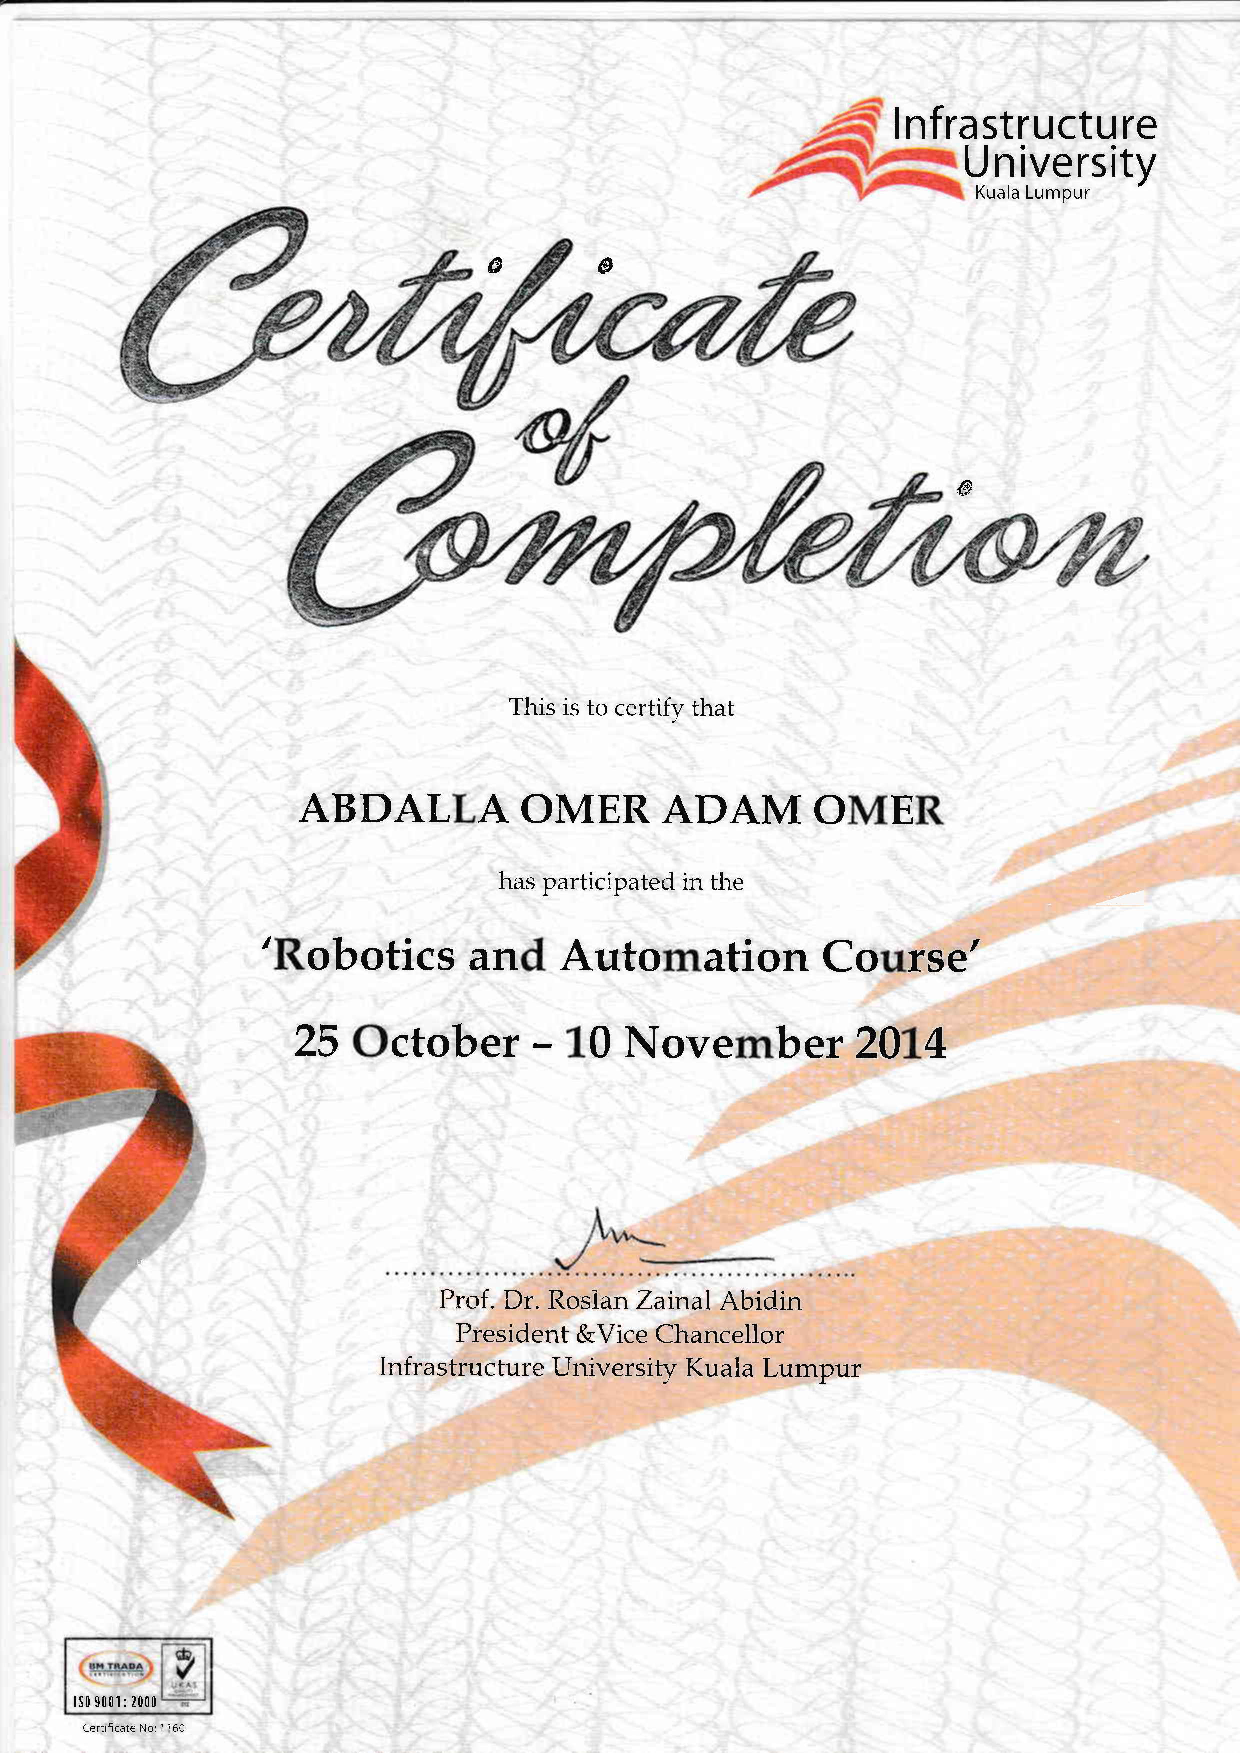 Infrastructure
University
Kuala Lumpur
Certificate
of
Completion
This is to certify that
ABDALLA OMER ADAM OMER
has participated in the
'Robotics and Automation Course'
25 October – 10 November 2014
Prof. Dr. Roslan Zainal Abidin
President &Vice Chancellor
Infrastructure University Kuala Lumpur
BM TRADA
CERTIFICATION
UKAS
QUALITY
MANAGEMENT
ISO 9001: 2000
Certificate No: